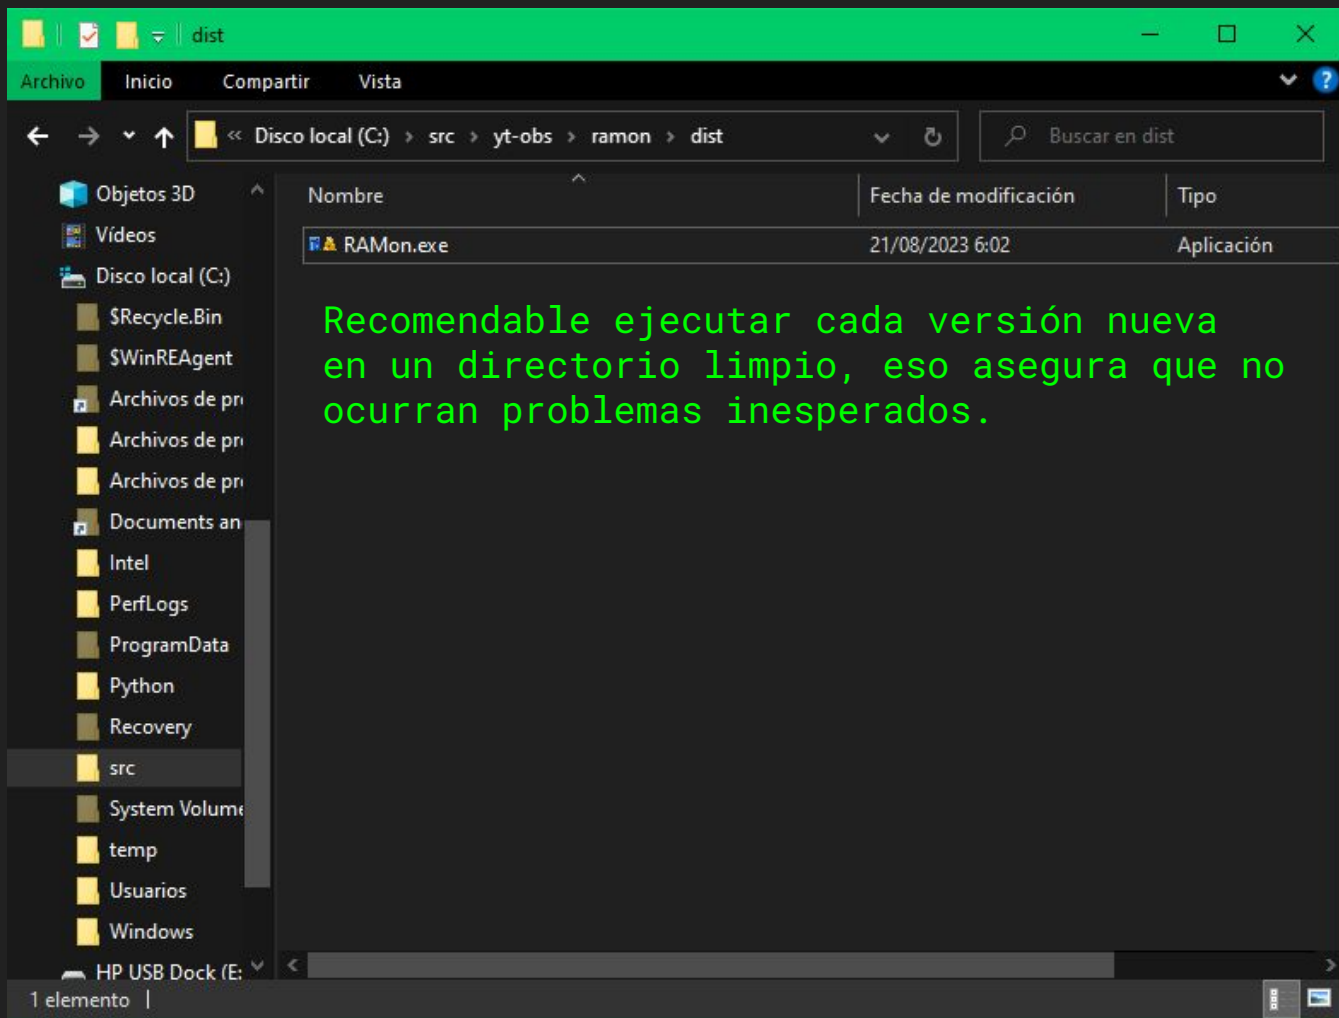 dist
Archivo Inicio Compartir Vista
« Disco local (C:) › src › yt-obs › ramon › dist Buscar en dist
Objetos 3D
Vídeos
Disco local (C:)
$Recycle.Bin
$WinREAgent
Archivos de pr
Archivos de pr
Archivos de pr
Documents an
Intel
PerfLogs
ProgramData
Python
Recovery
src
System Volume
temp
Usuarios
Windows
HP USB Dock (E:
Nombre Fecha de modificación Tipo
RAMon.exe 21/08/2023 6:02 Aplicación
Recomendable ejecutar cada versión nueva
en un directorio limpio, eso asegura que no
ocurran problemas inesperados.
1 elemento